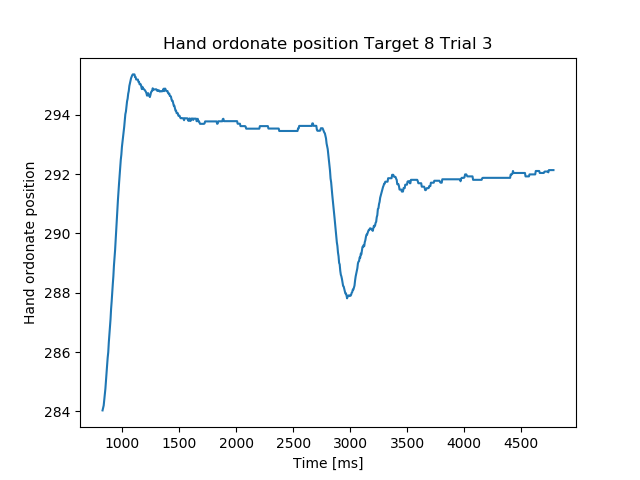 Hand ordonate position Target 8 Trial 3
Hand ordonate position
294
292
290
288
286
284
1000 1500 2000 2500 3000 3500 4000 4500
Time [ms]